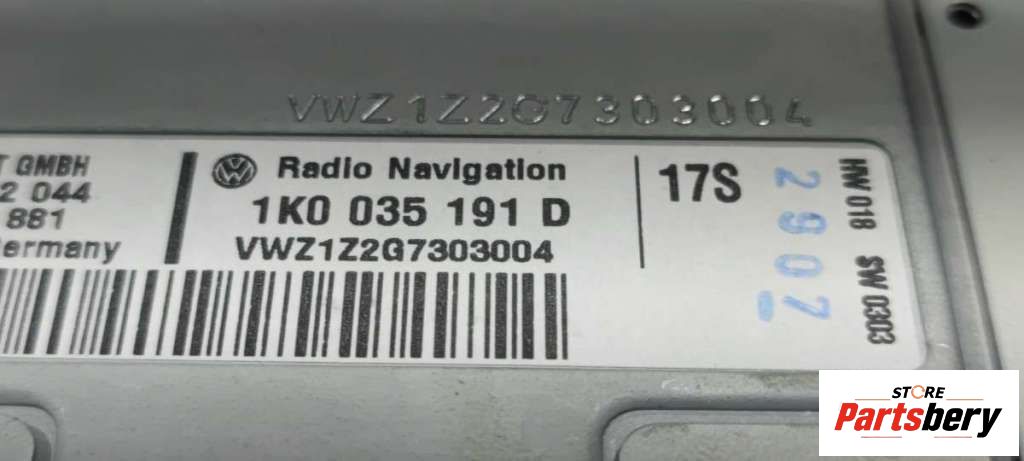 VWZ1Z2G7303004
T GMBH
2 044
881
ermany
Radio Navigation
1K0 035 191 D
VWZ1Z2G7303004
17S
2907
HW 018 SW 0303
STORE
Partsbery